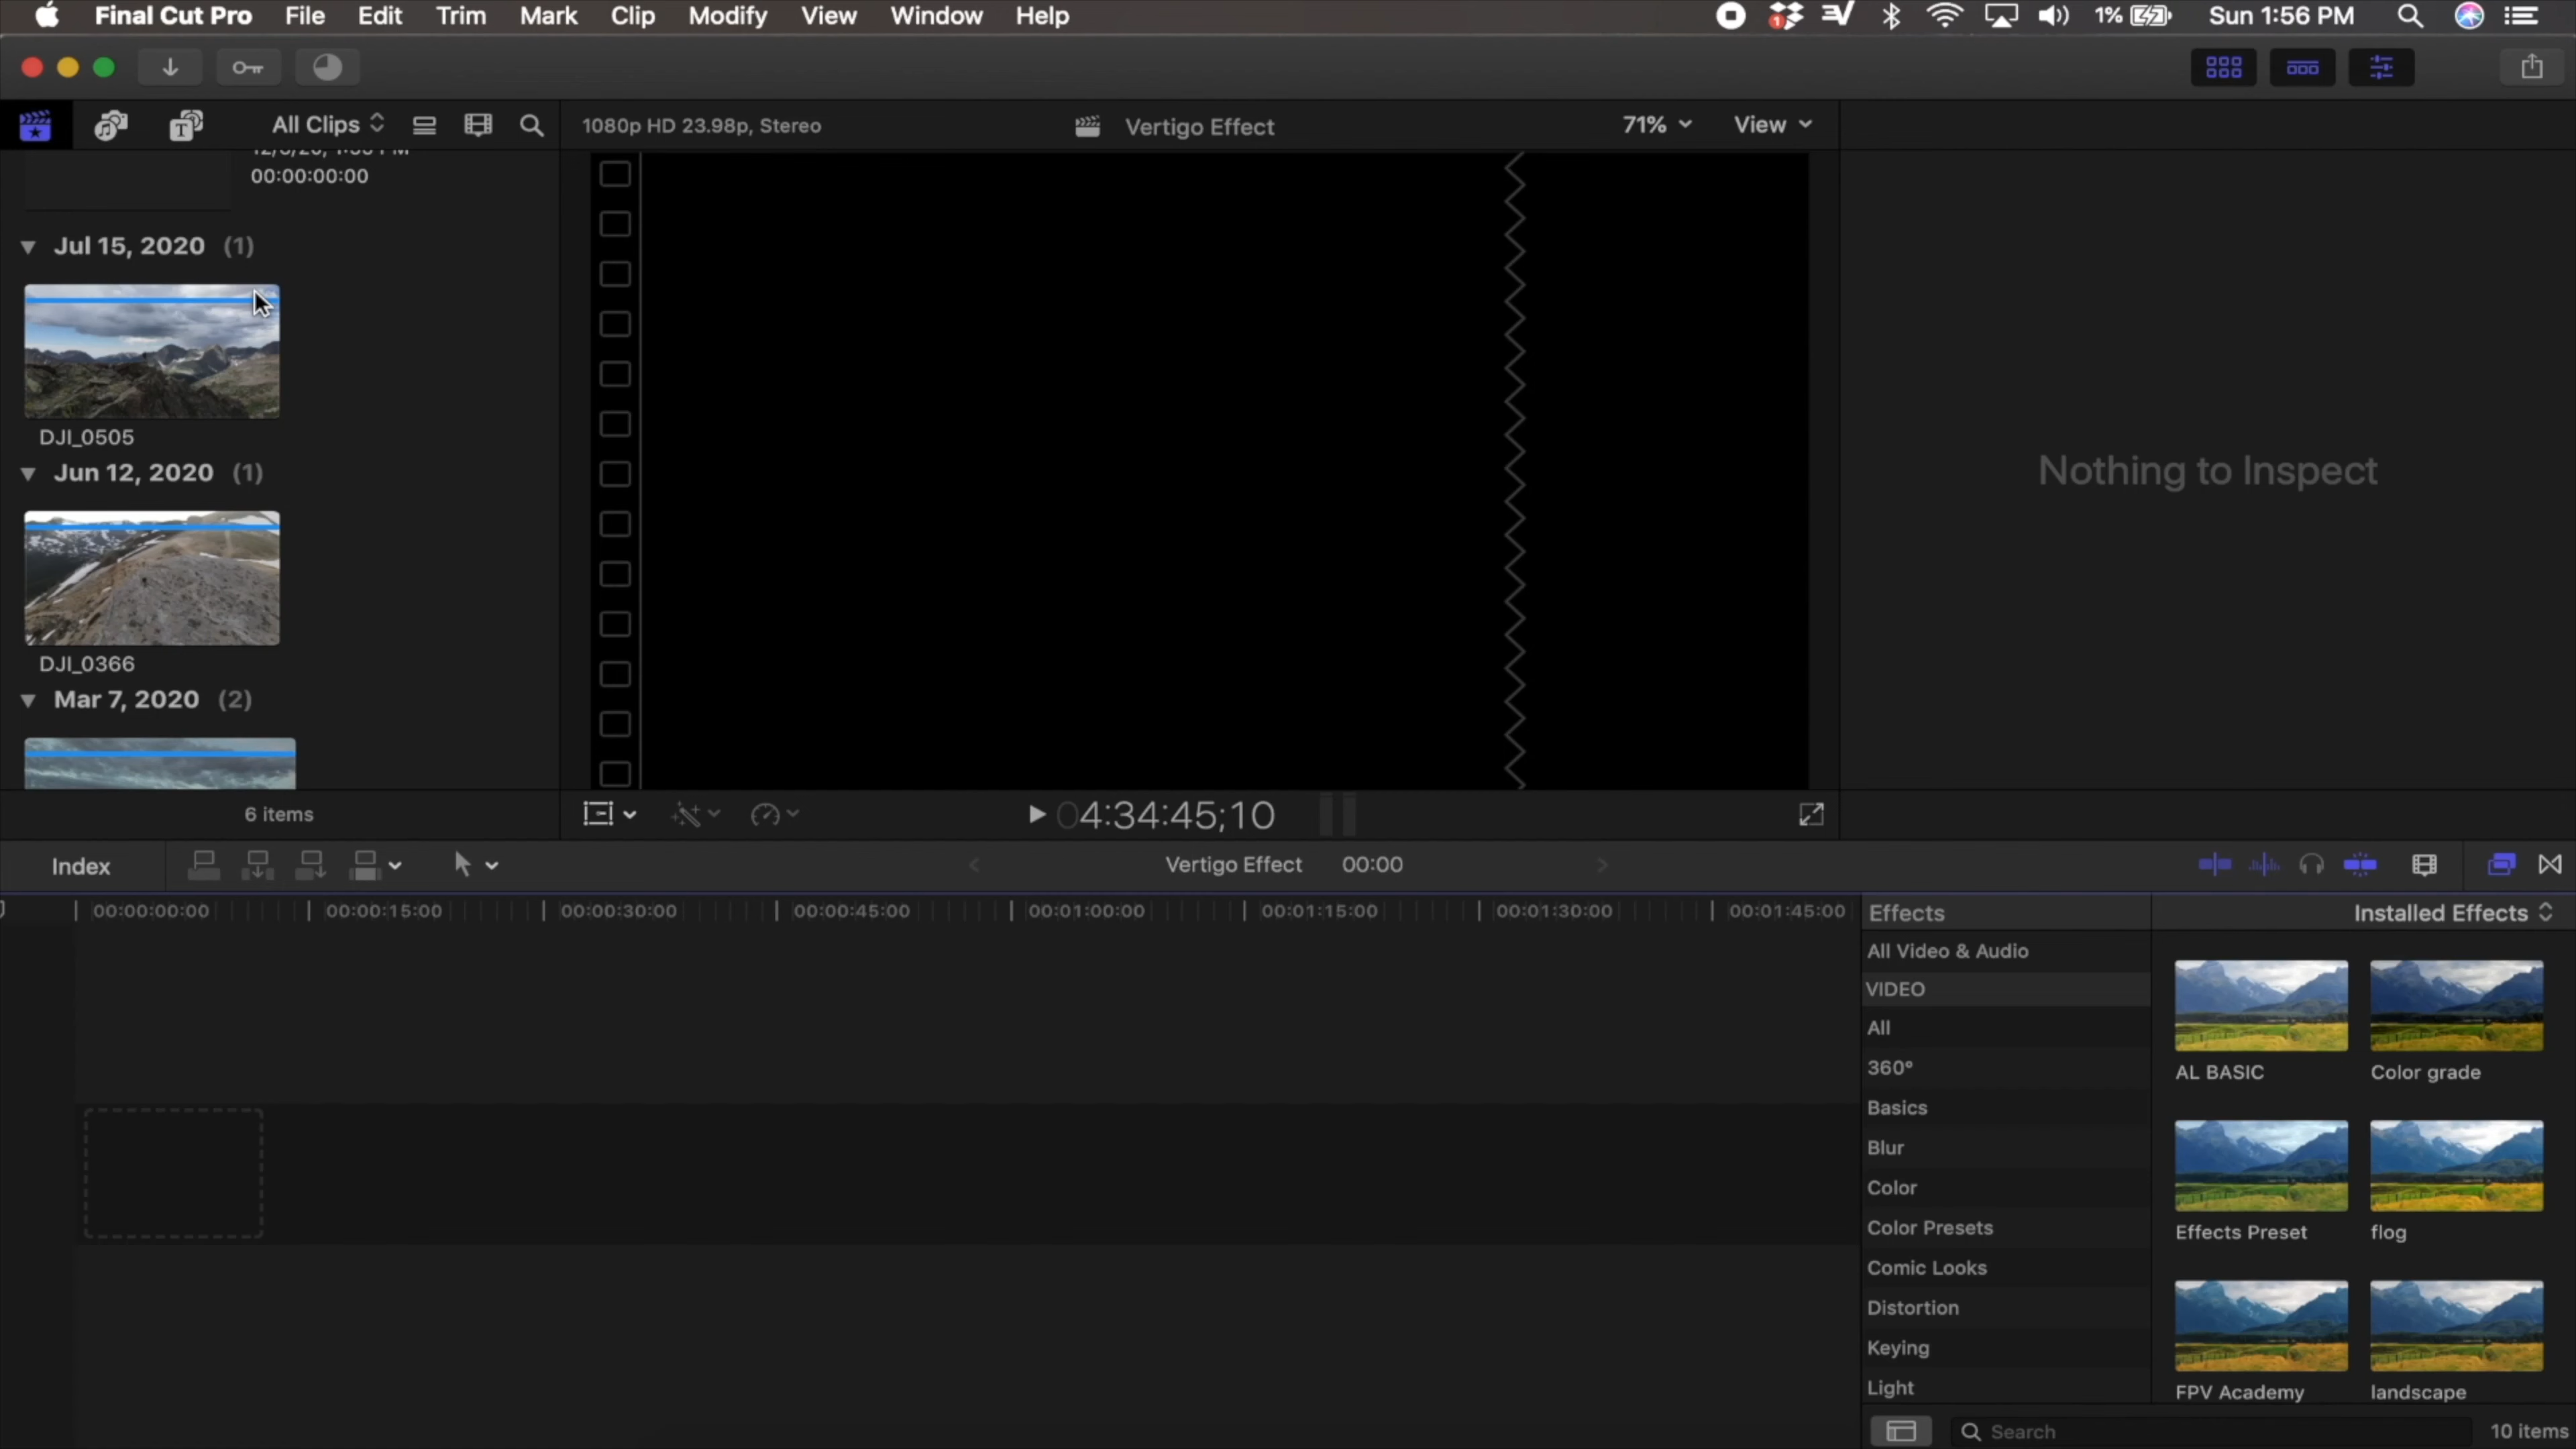 Final Cut Pro File Edit Trim Mark Clip Modify View Window Help 1 1% Sun 1:56 PM
All Clips 1080p HD 23.98p, Stereo Vertigo Effect 71% View
00:00:00:00
Jul 15, 2020 (1)
DJI_0505
Jun 12, 2020 (1)
DJI_0366
Mar 7, 2020 (2)
Nothing to Inspect
6 items 04:34:45;10
Index Vertigo Effect 00:00
00:00:00:00 00:00:15:00 00:00:30:00 00:00:45:00 00:01:00:00 00:01:15:00 00:01:30:00 00:01:45:00
Effects Installed Effects
All Video & Audio
VIDEO
All
360°
Basics
Blur
Color
Color Presets
Comic Looks
Distortion
Keying
Light
AL BASIC Color grade
Effects Preset flog
FPV Academy landscape
Search 10 items